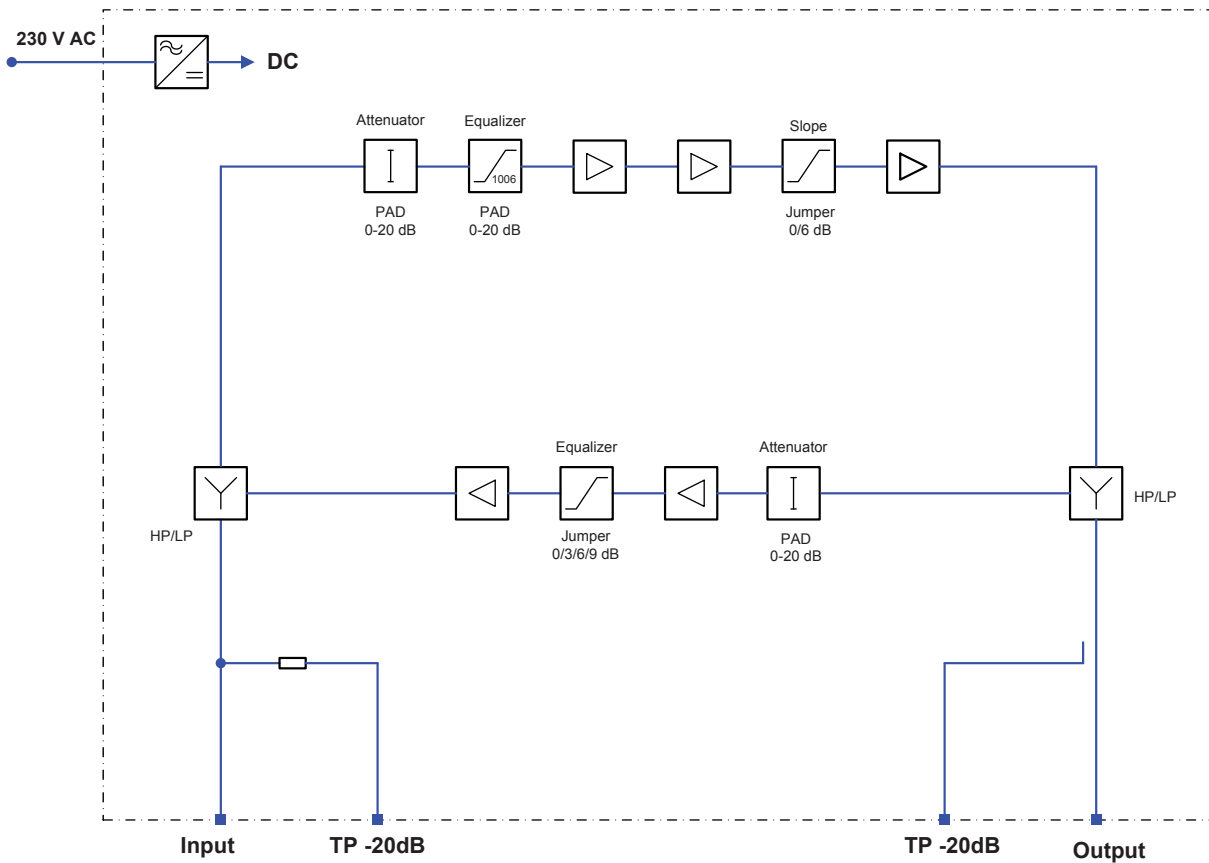 230 V AC
DC
Attenuator
Equalizer
Slope
1006
PAD
0-20 dB
PAD
0-20 dB
Jumper
0/6 dB
Equalizer
Attenuator
HP/LP
HP/LP
Jumper
0/3/6/9 dB
PAD
0-20 dB
Input
TP -20dB
TP -20dB
Output